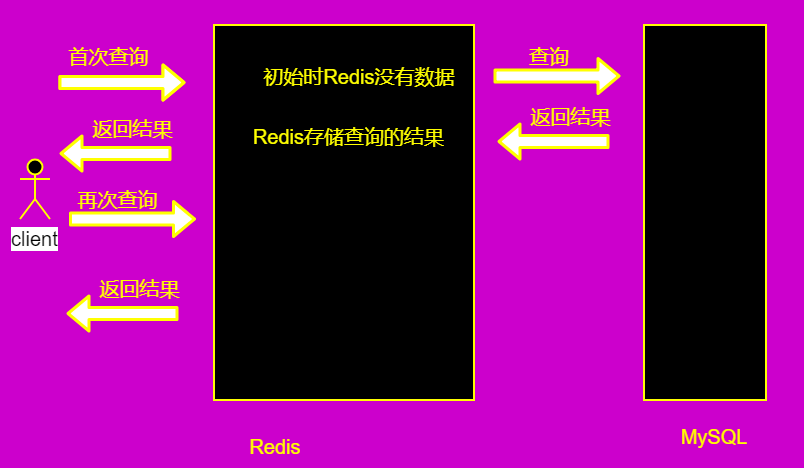 首次查询
查询
初始时Redis没有数据
返回结果
返回结果
Redis存储查询的结果
再次查询
client
返回结果
Redis
MySQL